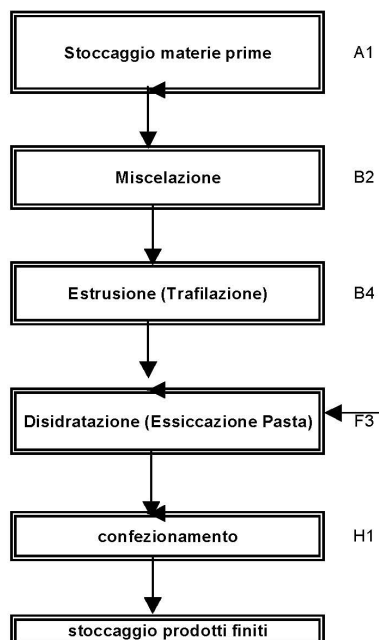 Stoccaggio materie prime A1
Miscelazione B2
Estrusione (Trafilazione) B4
Disidratazione (Essiccazione Pasta) F3
confezionamento H1
stoccaggio prodotti finiti